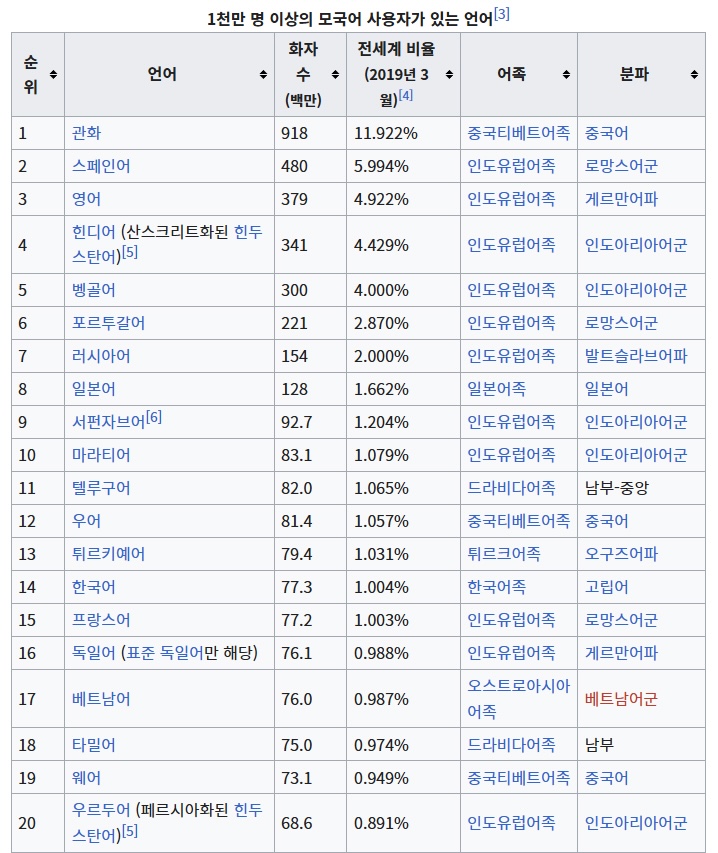 1천만 명 이상의 모국어 사용자가 있는 언어[3]
순위 언어 화자 수 (백만) 전세계 비율 (2019년 3월)[4] 어족 분파
1 관화 918 11.922% 중국티베트어족 중국어
2 스페인어 480 5.994% 인도유럽어족 로망스어군
3 영어 379 4.922% 인도유럽어족 게르만어파
4 힌디어 (산스크리트화된 힌두스탄어)[5] 341 4.429% 인도유럽어족 인도아리아어군
5 벵골어 300 4.000% 인도유럽어족 인도아리아어군
6 포르투갈어 221 2.870% 인도유럽어족 로망스어군
7 러시아어 154 2.000% 인도유럽어족 발트슬라브어파
8 일본어 128 1.662% 일본어족 일본어
9 서펀자브어[6] 92.7 1.204% 인도유럽어족 인도아리아어군
10 마라티어 83.1 1.079% 인도유럽어족 인도아리아어군
11 텔루구어 82.0 1.065% 드라비다어족 남부-중앙
12 우어 81.4 1.057% 중국티베트어족 중국어
13 튀르키예어 79.4 1.031% 튀르크어족 오구즈어파
14 한국어 77.3 1.004% 한국어족 고립어
15 프랑스어 77.2 1.003% 인도유럽어족 로망스어군
16 독일어 (표준 독일어만 해당) 76.1 0.988% 인도유럽어족 게르만어파
17 베트남어 76.0 0.987% 오스트로아시아어족 베트남어군
18 타밀어 75.0 0.974% 드라비다어족 남부
19 웨어 73.1 0.949% 중국티베트어족 중국어
20 우르두어 (페르시아화된 힌두스탄어)[5] 68.6 0.891% 인도유럽어족 인도아리아어군